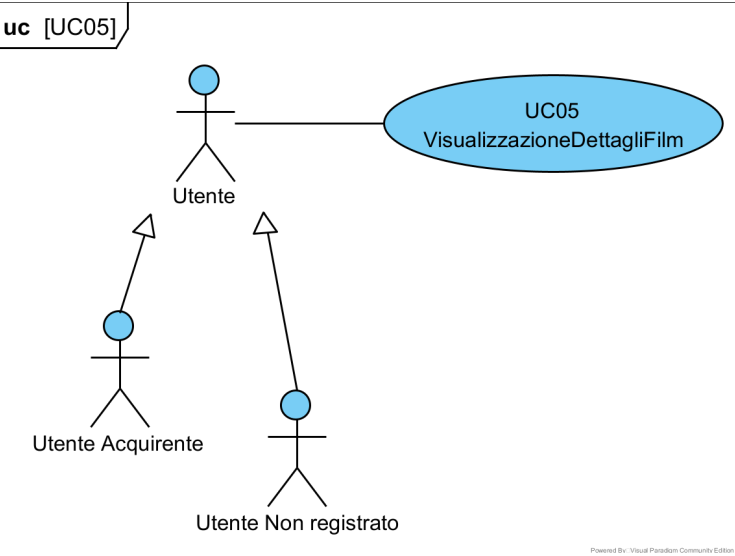 uc [UC05]
UC05
VisualizzazioneDettagliFilm
Utente
Utente Acquirente
Utente Non registrato
Powered By: Visual Paradigm Community Edition